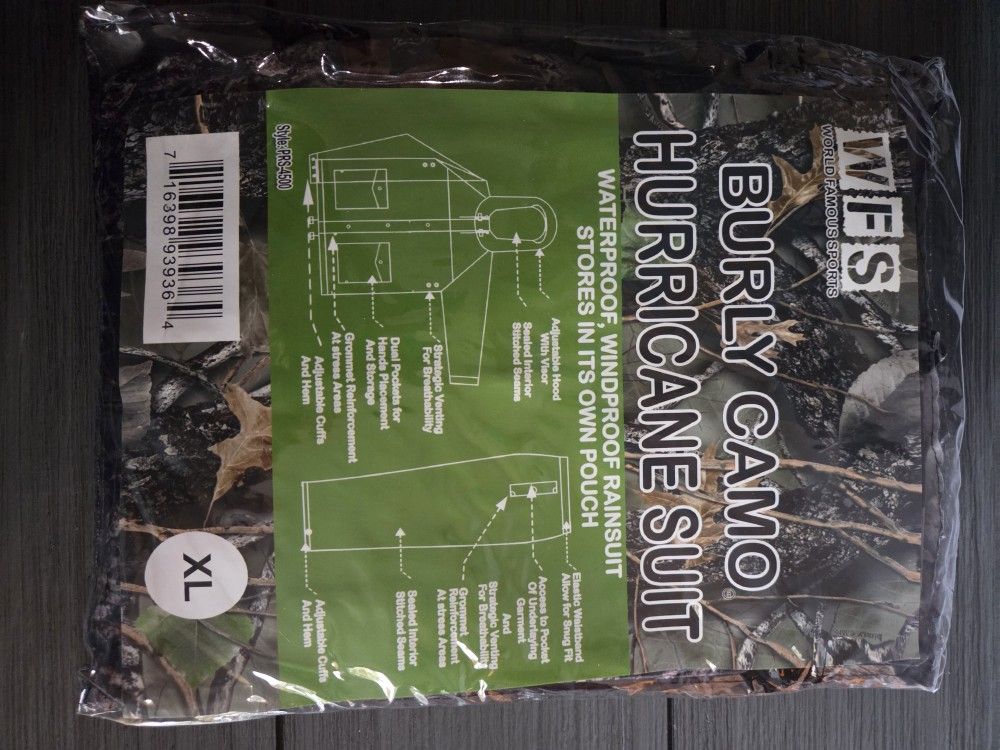 WFS
WORLD FAMOUS SPORTS
BURLY CAMO®
HURRICANE SUIT
WATERPROOF, WINDPROOF RAINSUIT
STORES IN ITS OWN POUCH
Adjustable Hood
With Visor
Sealed Interior
Stitched Seams
Strategic Venting
For Breathability
Dual Pockets for
Hands Placement
And Storage
Grommet Reinforcement
At stress Areas
Adjustable Cuffs
And Hem
Elastic Waistband
Allow for Snug Fit
Access to Pocket
Of Underlaying
Garment
And
Strategic Venting
For Breathability
Grommet
Reinforcement
At stress Areas
Sealed Interior
Stitched Seams
Adjustable Cuffs
And Hem
Style: PRS-4500
7 16398 93936 4
XL